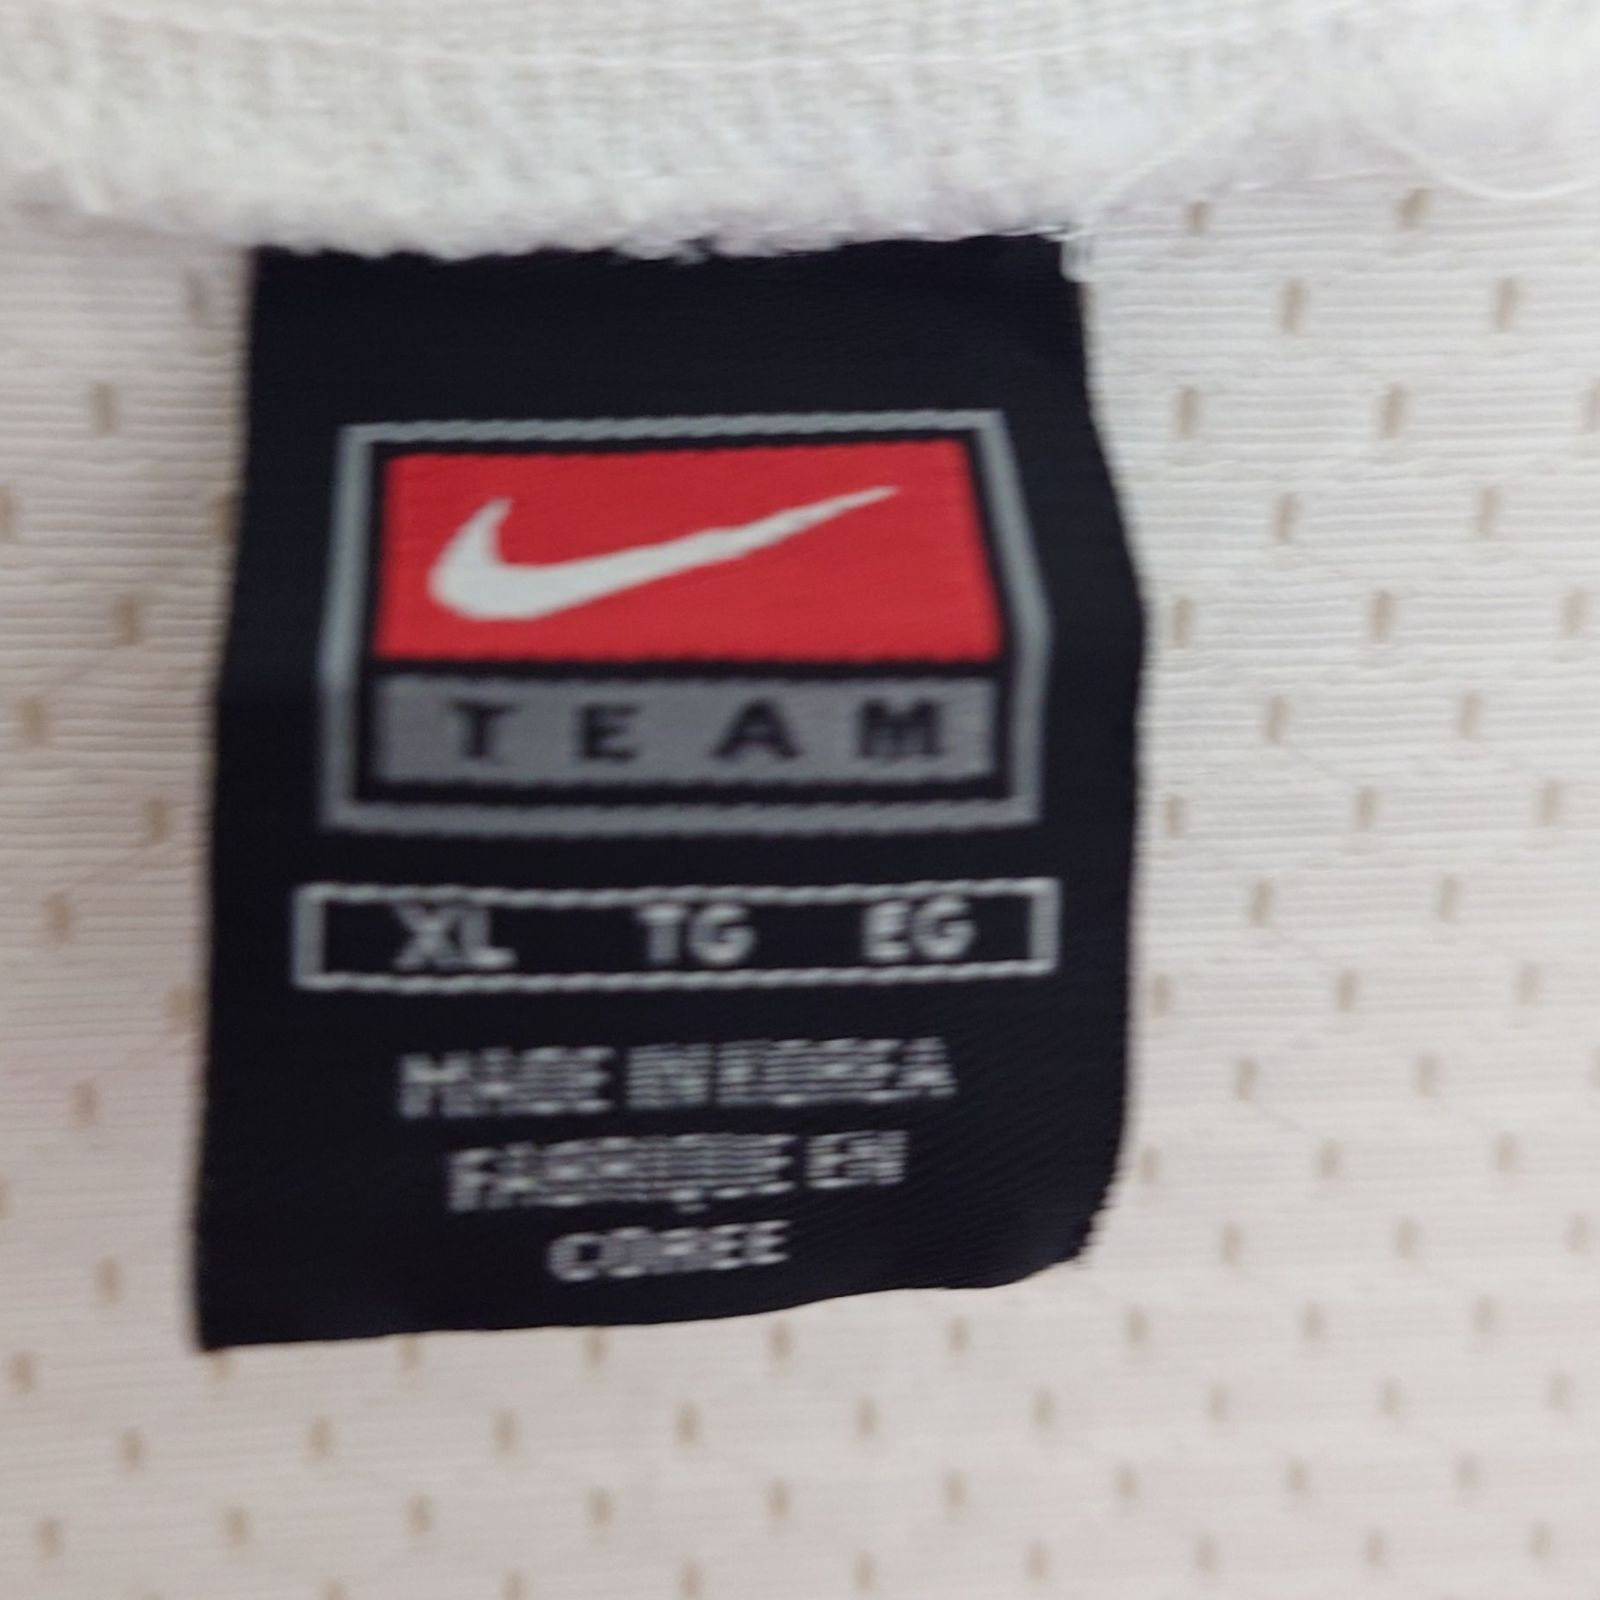 TEAM
XL TG EG
MADE IN KOREA
FABRIQUE EN
COREE